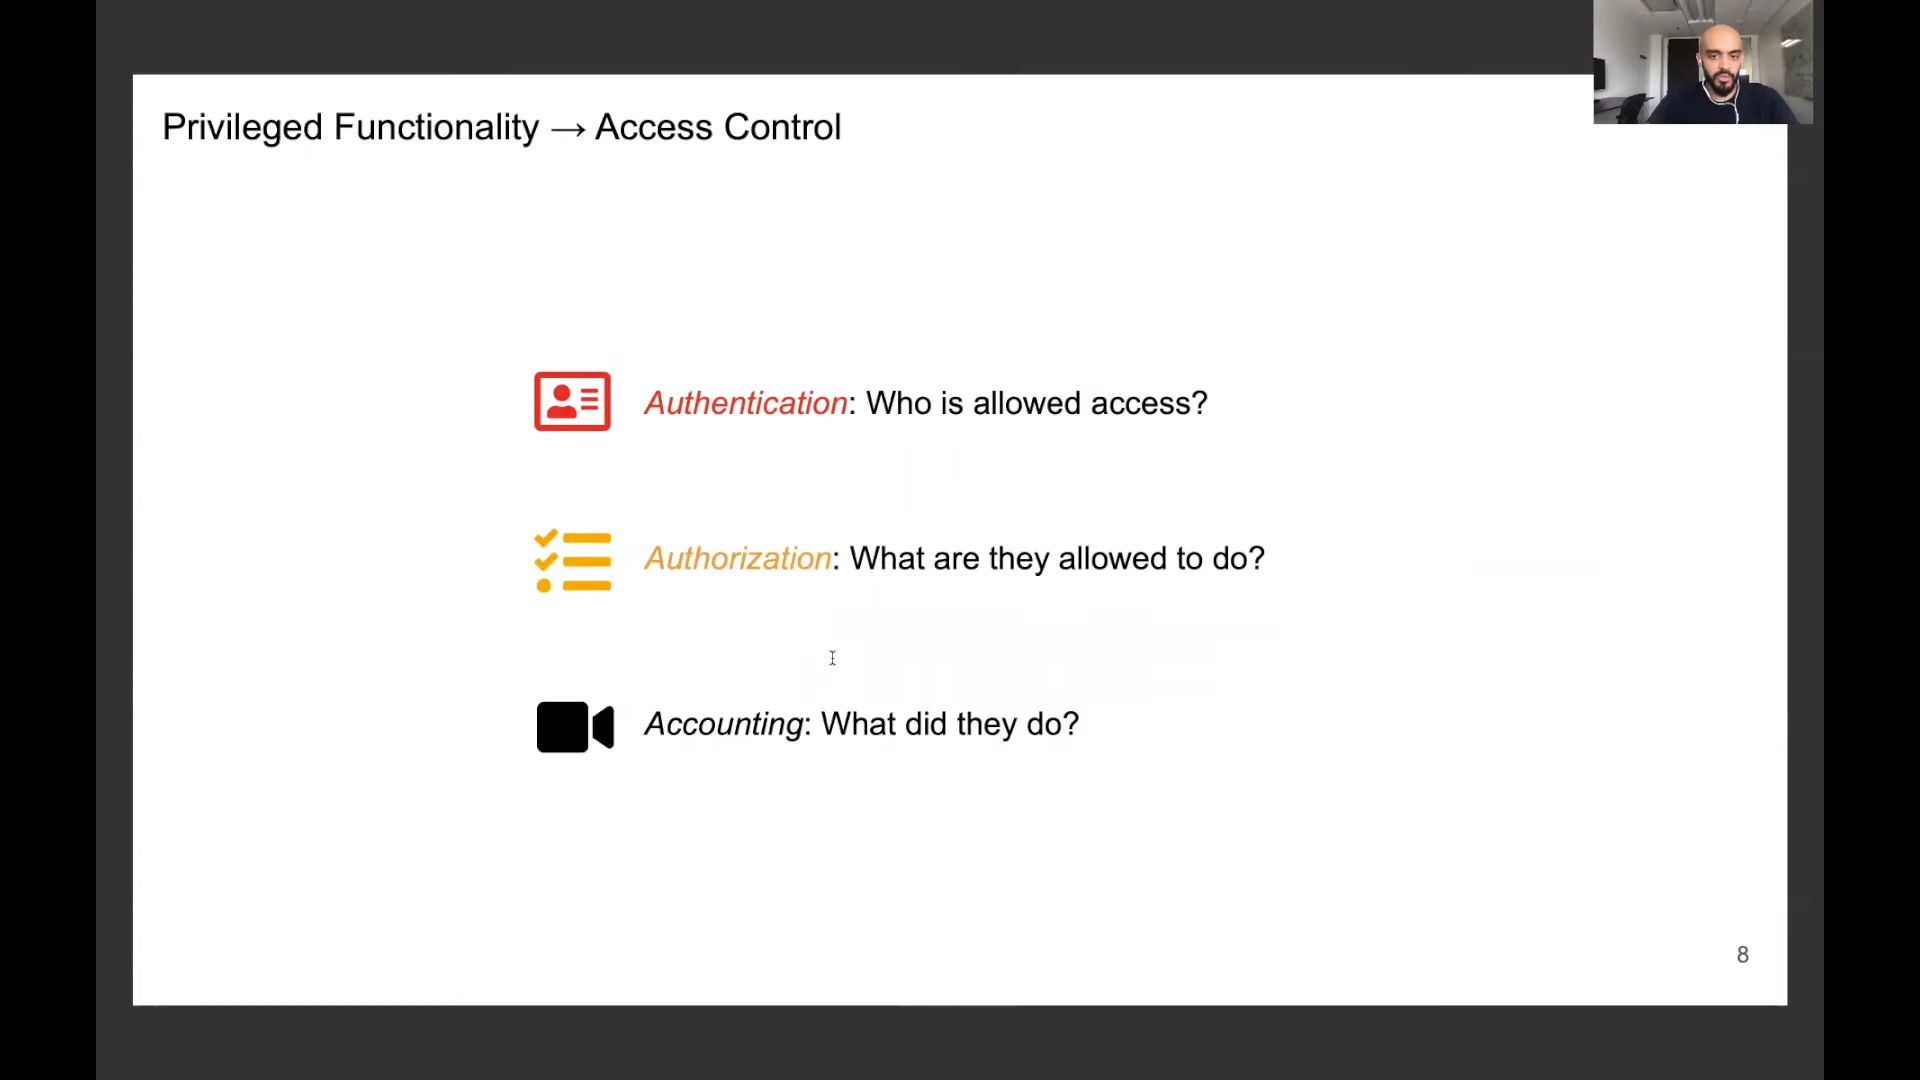 Privileged Functionality → Access Control
Authentication: Who is allowed access?
Authorization: What are they allowed to do?
Accounting: What did they do?
8